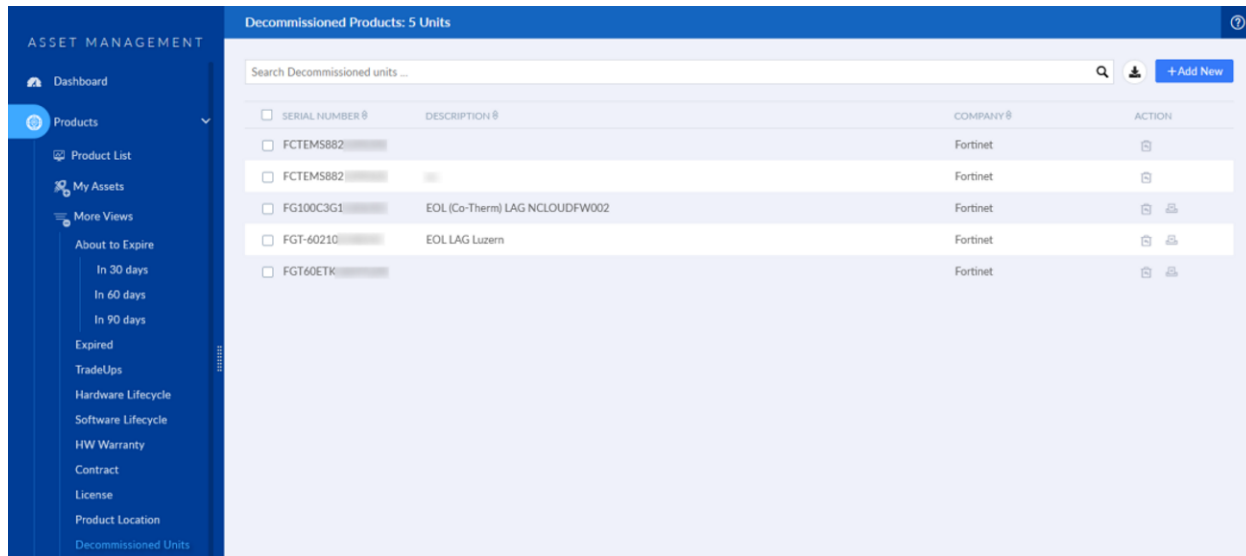 ASSET MANAGEMENT
Dashboard
Products
Product List
My Assets
More Views
About to Expire
In 30 days
In 60 days
In 90 days
Expired
TradeUps
Hardware Lifecycle
Software Lifecycle
HW Warranty
Contract
License
Product Location
Decommissioned Units
Decommissioned Products: 5 Units
?
Search Decommissioned units ...
+Add New
SERIAL NUMBER DESCRIPTION COMPANY ACTION
FCTEMS882 Fortinet
FCTEMS882 Fortinet
FG100C3G1 EOL (Co-Therm) LAG NCLOUDFW002 Fortinet
FGT-60210 EOL LAG Luzern Fortinet
FGT60ETK Fortinet